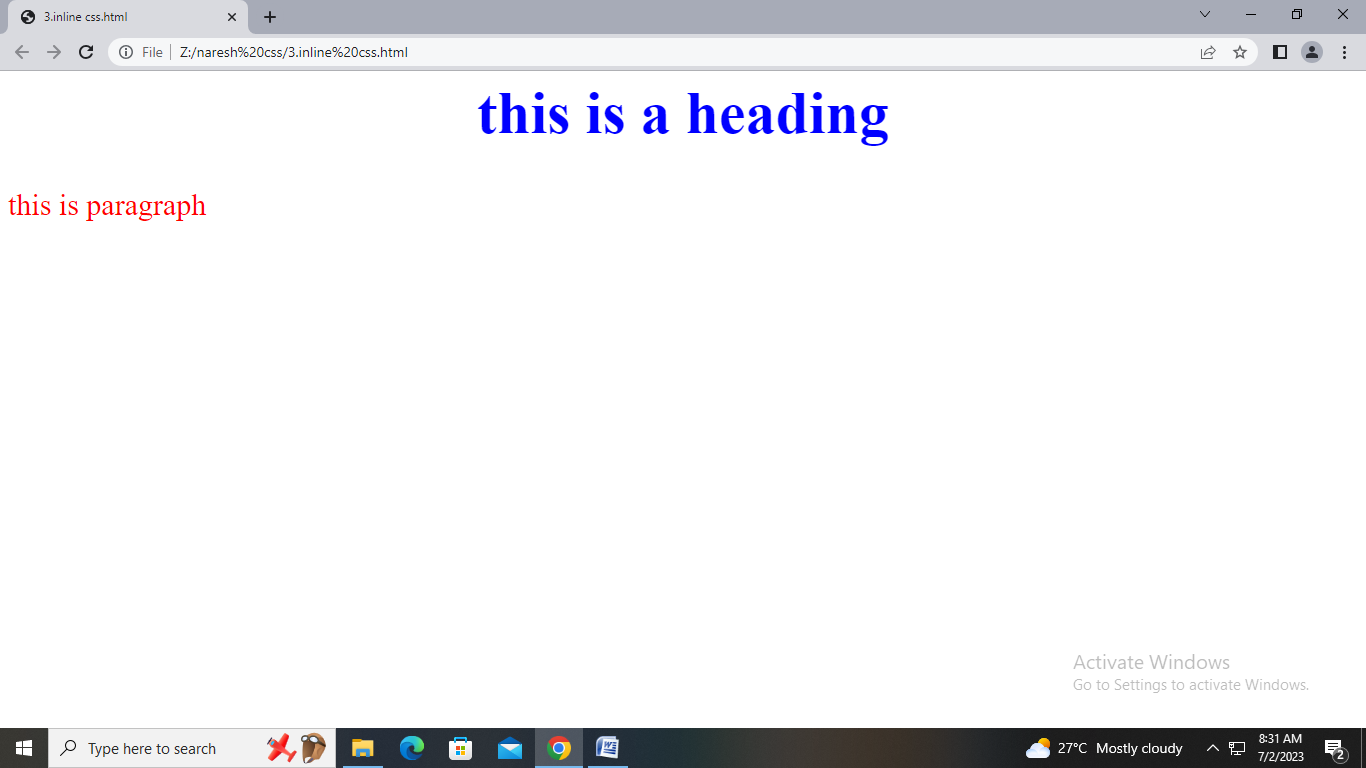 3.inline css.html
File
Z:/naresh%20css/3.inline%20css.html
this is a heading
this is paragraph
Activate Windows
Go to Settings to activate Windows.
Type here to search
27°C Mostly cloudy
8:31 AM
7/2/2023
2